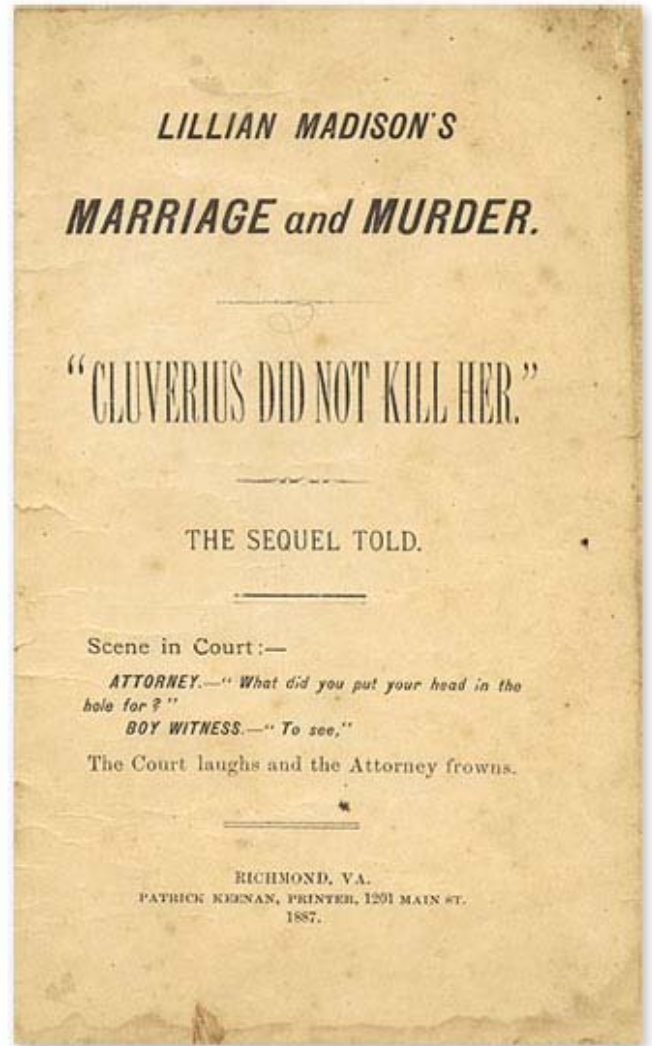 LILLIAN MADISON'S
MARRIAGE and MURDER.
"CLUVERIUS DID NOT KILL HER."
THE SEQUEL TOLD.
Scene in Court:—
ATTORNEY.—"What did you put your head in the
hole for?"
BOY WITNESS.—"To see,"
The Court laughs and the Attorney frowns.
RICHMOND, VA.
PATRICK KEENAN, PRINTER, 1201 MAIN ST.
1887.